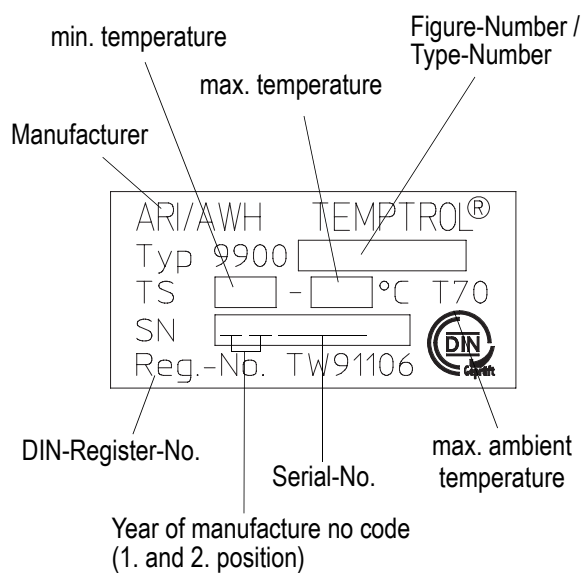 min. temperature
Figure-Number /
Type-Number
max. temperature
Manufacturer
ARI/AWH TEMPTROL®
Typ 9900
TS - °C T70
SN
DIN
Geprüft
Reg.-No. TW91106
DIN-Register-No.
Serial-No.
max. ambient
temperature
Year of manufacture no code
(1. and 2. position)